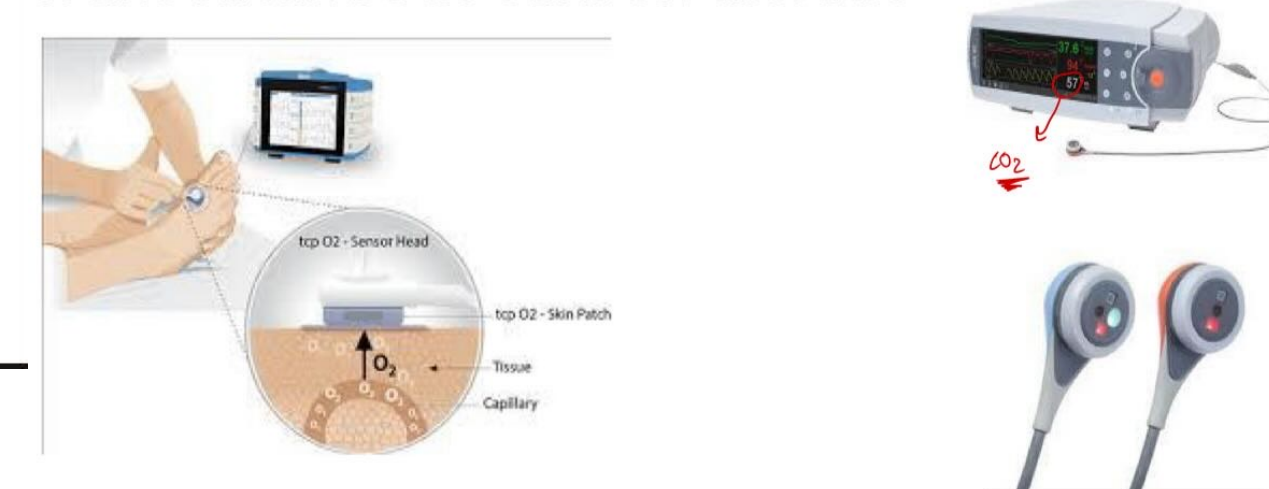 tcp O2 - Sensor Head
tcp O2 - Skin Patch
O2
Tissue
Capillary
37.6
94
57
CO2